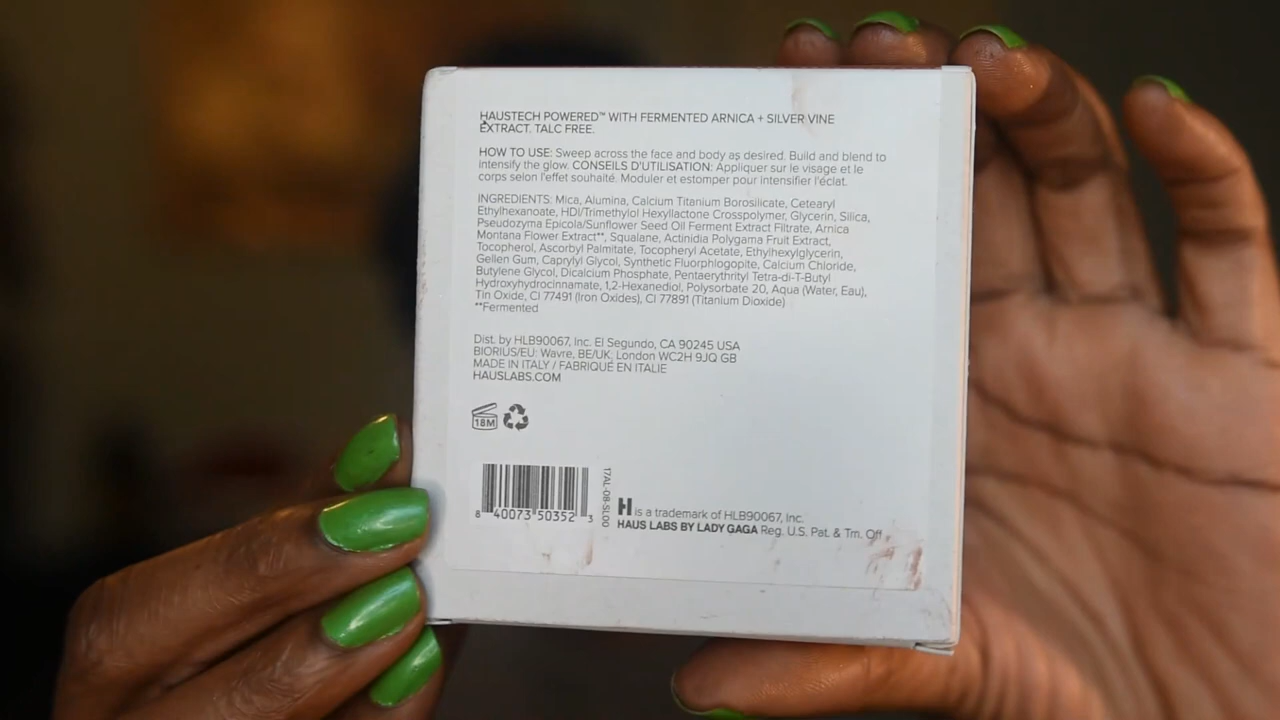 HAUSTECH POWERED™ WITH FERMENTED ARNICA + SILVER VINE
EXTRACT. TALC FREE.
HOW TO USE: Sweep across the face and body as desired. Build and blend to
intensify the glow. CONSEILS D'UTILISATION: Appliquer sur le visage et le
corps selon l'effet souhaité. Moduler et estomper pour intensifier l'éclat.
INGREDIENTS: Mica, Alumina, Calcium Titanium Borosilicate, Cetearyl
Ethylhexanoate, HDI/Trimethylol Hexyllactone Crosspolymer, Glycerin, Silica,
Pseudozyma Epicola/Sunflower Seed Oil Ferment Extract Filtrate, Arnica
Montana Flower Extract**, Squalane, Actinidia Polygama Fruit Extract,
Tocopherol, Ascorbyl Palmitate, Tocopheryl Acetate, Ethylhexylglycerin,
Gellen Gum, Caprylyl Glycol, Synthetic Fluorphlogopite, Calcium Chloride,
Butylene Glycol, Dicalcium Phosphate, Pentaerythrityl Tetra-di-T-Butyl
Hydroxyhydrocinnamate, 1,2-Hexanediol, Polysorbate 20, Aqua (Water, Eau),
Tin Oxide, CI 77491 (Iron Oxides), CI 77891 (Titanium Dioxide)
**Fermented
Dist. by HLB90067, Inc. El Segundo, CA 90245 USA
BIORIUS/EU: Wavre, BE/UK: London WC2H 9JQ GB
MADE IN ITALY / FABRIQUÉ EN ITALIE
HAUSLABS.COM
18M
8 40073 50352 3
17AL-08-SL00
H is a trademark of HLB90067, Inc.
HAUS LABS BY LADY GAGA Reg. U.S. Pat. & Tm. Off.